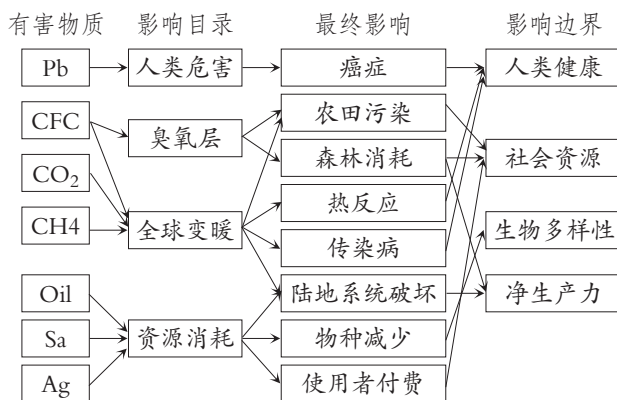 有害物质 影响目录 最终影响 影响边界
Pb 人类危害 癌症 人类健康
CFC 臭氧层 农田污染
森林消耗 社会资源
CO2
热反应
CH4 全球变暖 传染病 生物多样性
Oil 陆地系统破坏 净生产力
Sa 资源消耗 物种减少
Ag 使用者付费